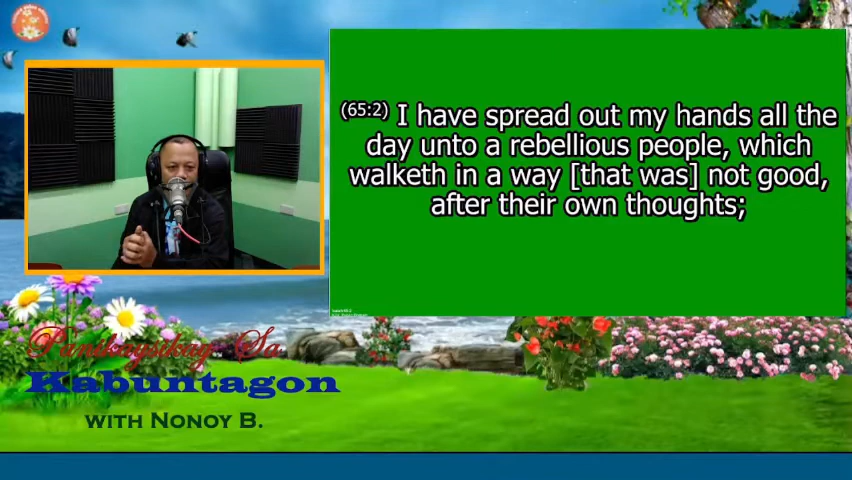 (65:2) I have spread out my hands all the
day unto a rebellious people, which
walketh in a way [that was] not good,
after their own thoughts;
Panikaysikay Sa
Kabuntagon
WITH NONOY B.